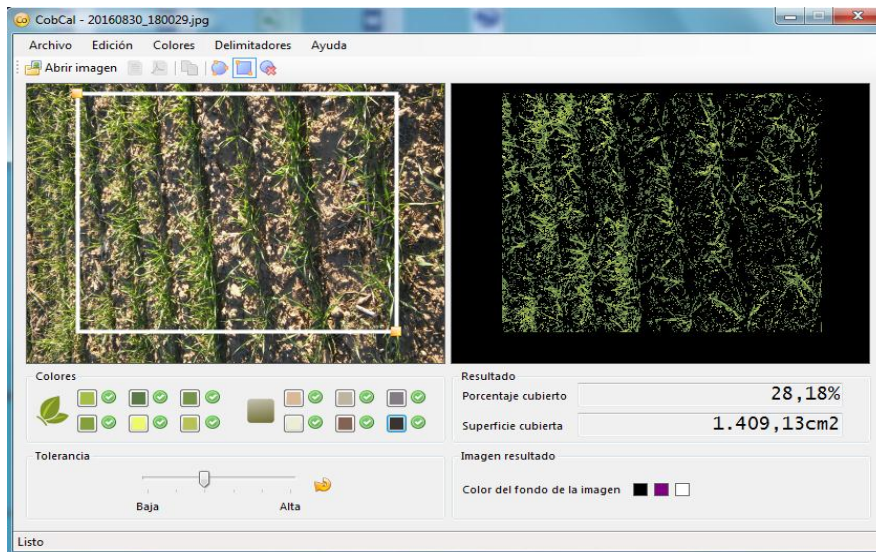 CobCal - 20160830_180029.jpg
Archivo Edición Colores Delimitadores Ayuda
Abrir imagen
Colores
Resultado
Porcentaje cubierto 28,18%
Superficie cubierta 1.409,13cm2
Tolerancia
Baja Alta
Imagen resultado
Color del fondo de la imagen
Listo